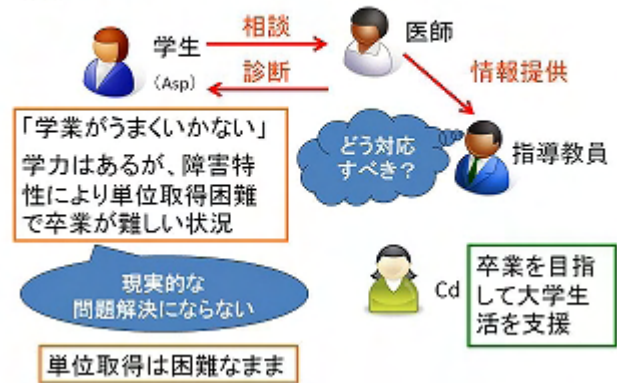 学生
(Asp)
相談
診断
医師
情報提供
「学業がうまくいかない」
学力はあるが、障害特
性により単位取得困難
で卒業が難しい状況
どう対応
すべき？
指導教員
現実的な
問題解決にならない
単位取得は困難なまま
Cd
卒業を目指
して大学生
活を支援